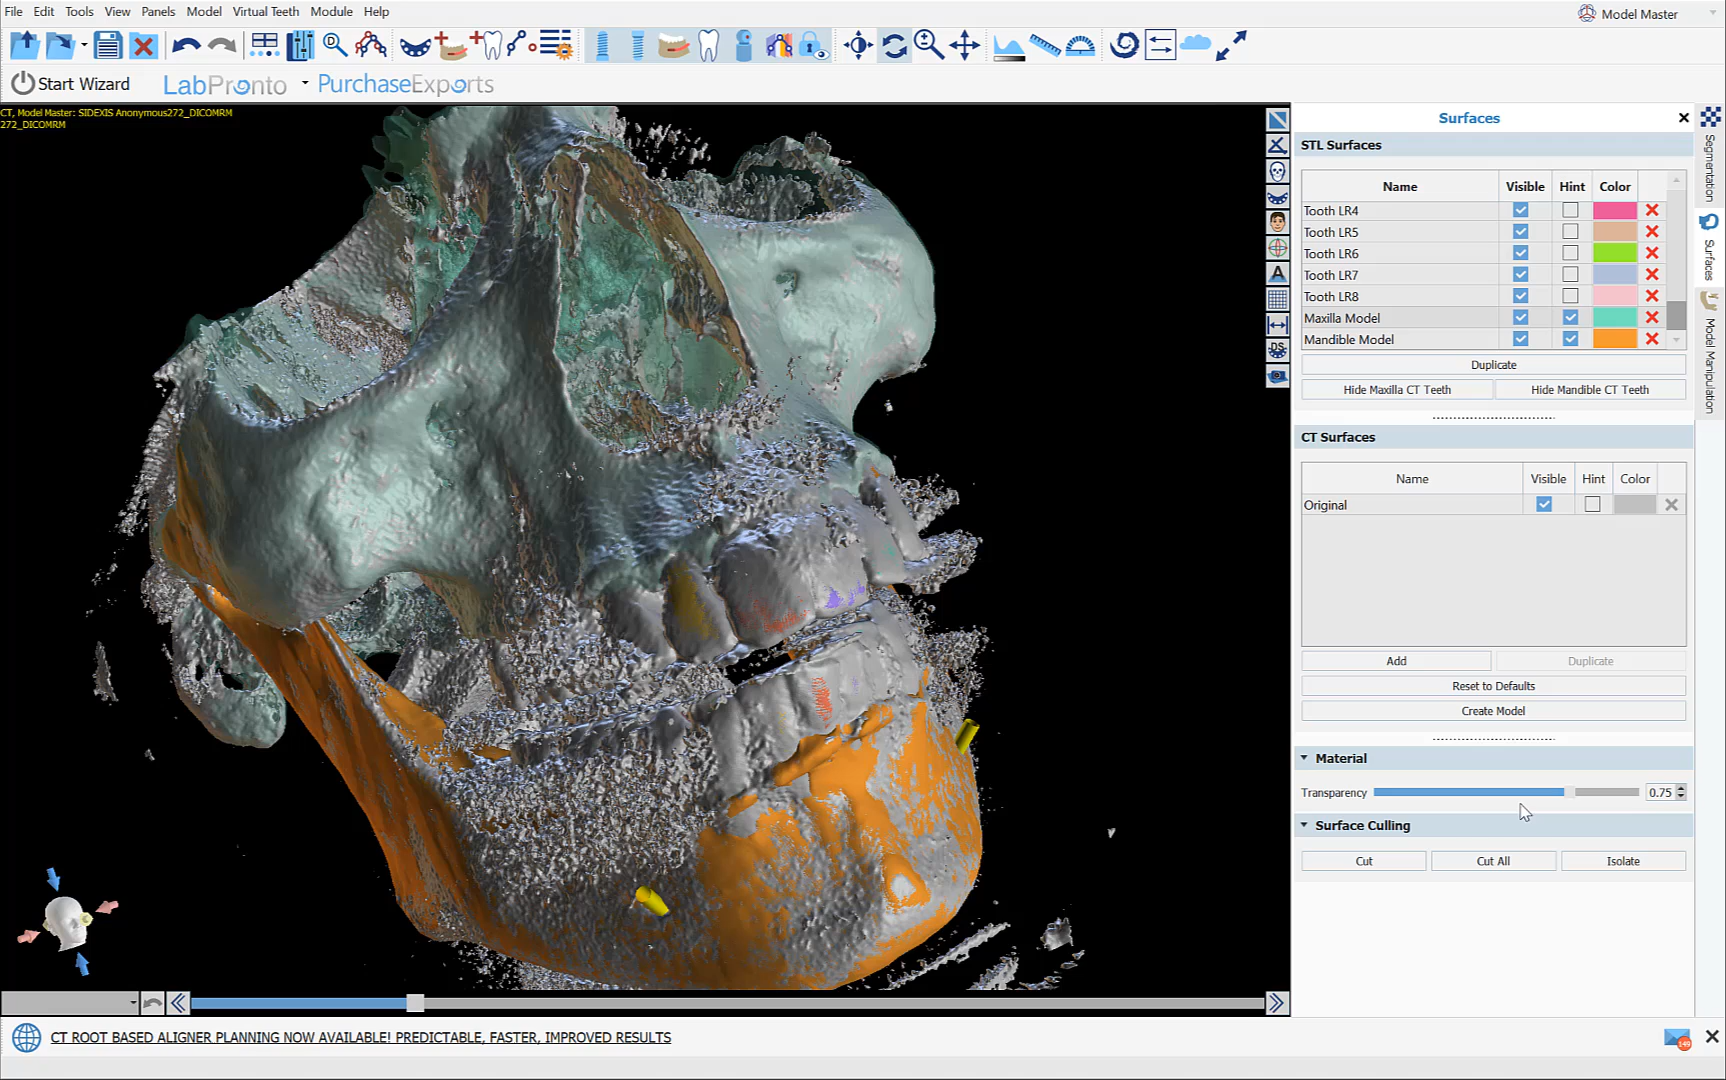 File Edit Tools View Panels Model Virtual Teeth Module Help
Model Master
Start Wizard LabPronto PurchaseExports
CT, Model Master: SIDEXIS Anonymous272_DICOMRM
272_DICOMRM
Surfaces
STL Surfaces
Name Visible Hint Color
Tooth LR4
Tooth LR5
Tooth LR6
Tooth LR7
Tooth LR8
Maxilla Model
Mandible Model
Duplicate
Hide Maxilla CT Teeth Hide Mandible CT Teeth
CT Surfaces
Name Visible Hint Color
Original
Add Duplicate
Reset to Defaults
Create Model
Material
Transparency 0.75
Surface Culling
Cut Cut All Isolate
Segmentation
Surfaces
Model Manipulation
A
DS
D
CT ROOT BASED ALIGNER PLANNING NOW AVAILABLE! PREDICTABLE, FASTER, IMPROVED RESULTS
149